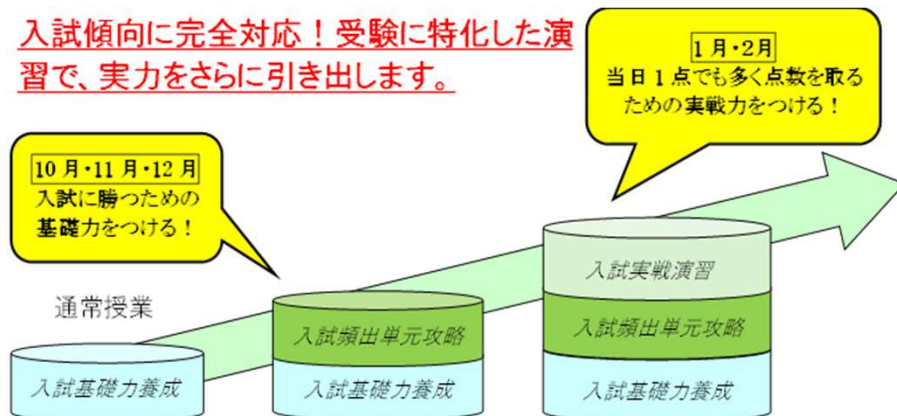 入試傾向に完全対応！受験に特化した演
習で、実力をさらに引き出します。
1月・2月
当日1点でも多く点数を取る
ための実戦力をつける！
10月・11月・12月
入試に勝つための
基礎力をつける！
通常授業
入試基礎力養成
入試頻出単元攻略
入試基礎力養成
入試実戦演習
入試頻出単元攻略
入試基礎力養成